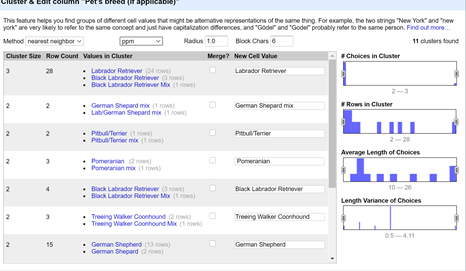 Cluster & Edit column "Pet's breed (if applicable)"
This feature helps you find groups of different cell values that might be alternative representations of the same thing. For example, the two strings "New York" and "new
york" are very likely to refer to the same concept and just have capitalization differences, and "Gödel" and "Godel" probably refer to the same person. Find out more...
Method nearest neighbor ppm Radius 1.0 Block Chars 6 11 clusters found
Cluster Size Row Count Values in Cluster Merge? New Cell Value
3 28 Labrador Retriever (24 rows) Labrador Retriever
Black Labrador Retriever (3 rows)
Black Labrador Retriever Mix (1 rows)
2 2 German Shepard mix (1 rows) German Shepard mix
Lab/German Shepard mix (1 rows)
2 2 Pitbull/Terrier (1 rows) Pitbull/Terrier
Pitbull/Terrier mix (1 rows)
2 3 Pomeranian (2 rows) Pomeranian
Pomeranian mix (1 rows)
2 4 Black Labrador Retriever (3 rows) Black Labrador Retriever
Black Labrador Retriever Mix (1 rows)
2 3 Treeing Walker Coonhound (2 rows) Treeing Walker Coonhound
Treeing Walker Coonhound Mix (1 rows)
2 15 German Shepherd (13 rows) German Shepherd
German Shepard (2 rows)
# Choices in Cluster
2 — 3
# Rows in Cluster
2 — 28
Average Length of Choices
10 — 26
Length Variance of Choices
0.5 — 4.11